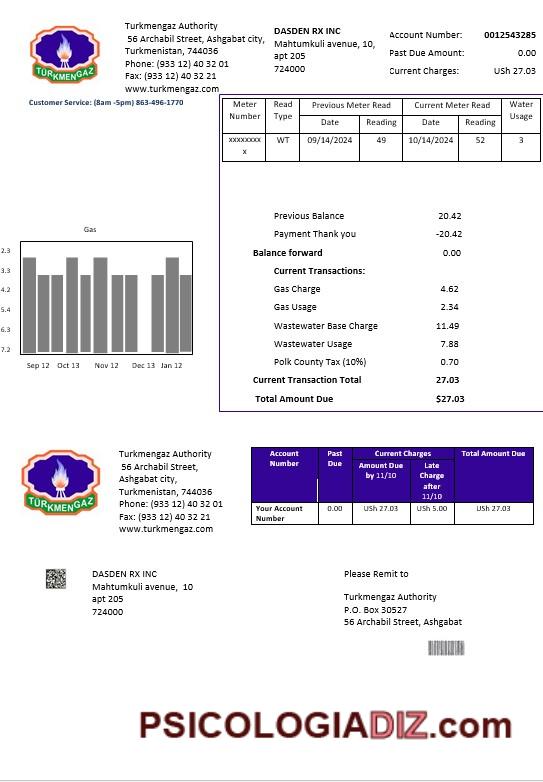 Turkmengaz Authority
56 Archabil Street, Ashgabat city,
Turkmenistan, 744036
Phone: (933 12) 40 32 01
Fax: (933 12) 40 32 21
www.turkmengaz.com
TÜRKMENGAZ
Customer Service: (8am -5pm) 863-496-1770
DASDEN RX INC
Mahtumkuli avenue, 10,
apt 205
724000
Account Number: 0012543285
Past Due Amount: 0.00
Current Charges: USh 27.03
Meter Number Read Type Previous Meter Read Current Meter Read Water Usage
Date Reading Date Reading
xxxxxxxx
x WT 09/14/2024 49 10/14/2024 52 3
Previous Balance 20.42
Payment Thank you -20.42
Balance forward 0.00
Current Transactions:
Gas Charge 4.62
Gas Usage 2.34
Wastewater Base Charge 11.49
Wastewater Usage 7.88
Polk County Tax (10%) 0.70
Current Transaction Total 27.03
Total Amount Due $27.03
Gas
2.3
3.3
4.2
5.4
6.3
7.2
Sep 12 Oct 13 Nov 12 Dec 13 Jan 12
TÜRKMENGAZ
Turkmengaz Authority
56 Archabil Street,
Ashgabat city,
Turkmenistan, 744036
Phone: (933 12) 40 32 01
Fax: (933 12) 40 32 21
www.turkmengaz.com
Account Number Past Due Current Charges Total Amount Due
Amount Due by 11/10 Late Charge after 11/10
Your Account Number 0.00 USh 27.03 USh 5.00 USh 27.03
DASDEN RX INC
Mahtumkuli avenue, 10
apt 205
724000
Please Remit to
Turkmengaz Authority
P.O. Box 30527
56 Archabil Street, Ashgabat
PSICOLOGIADIZ.com